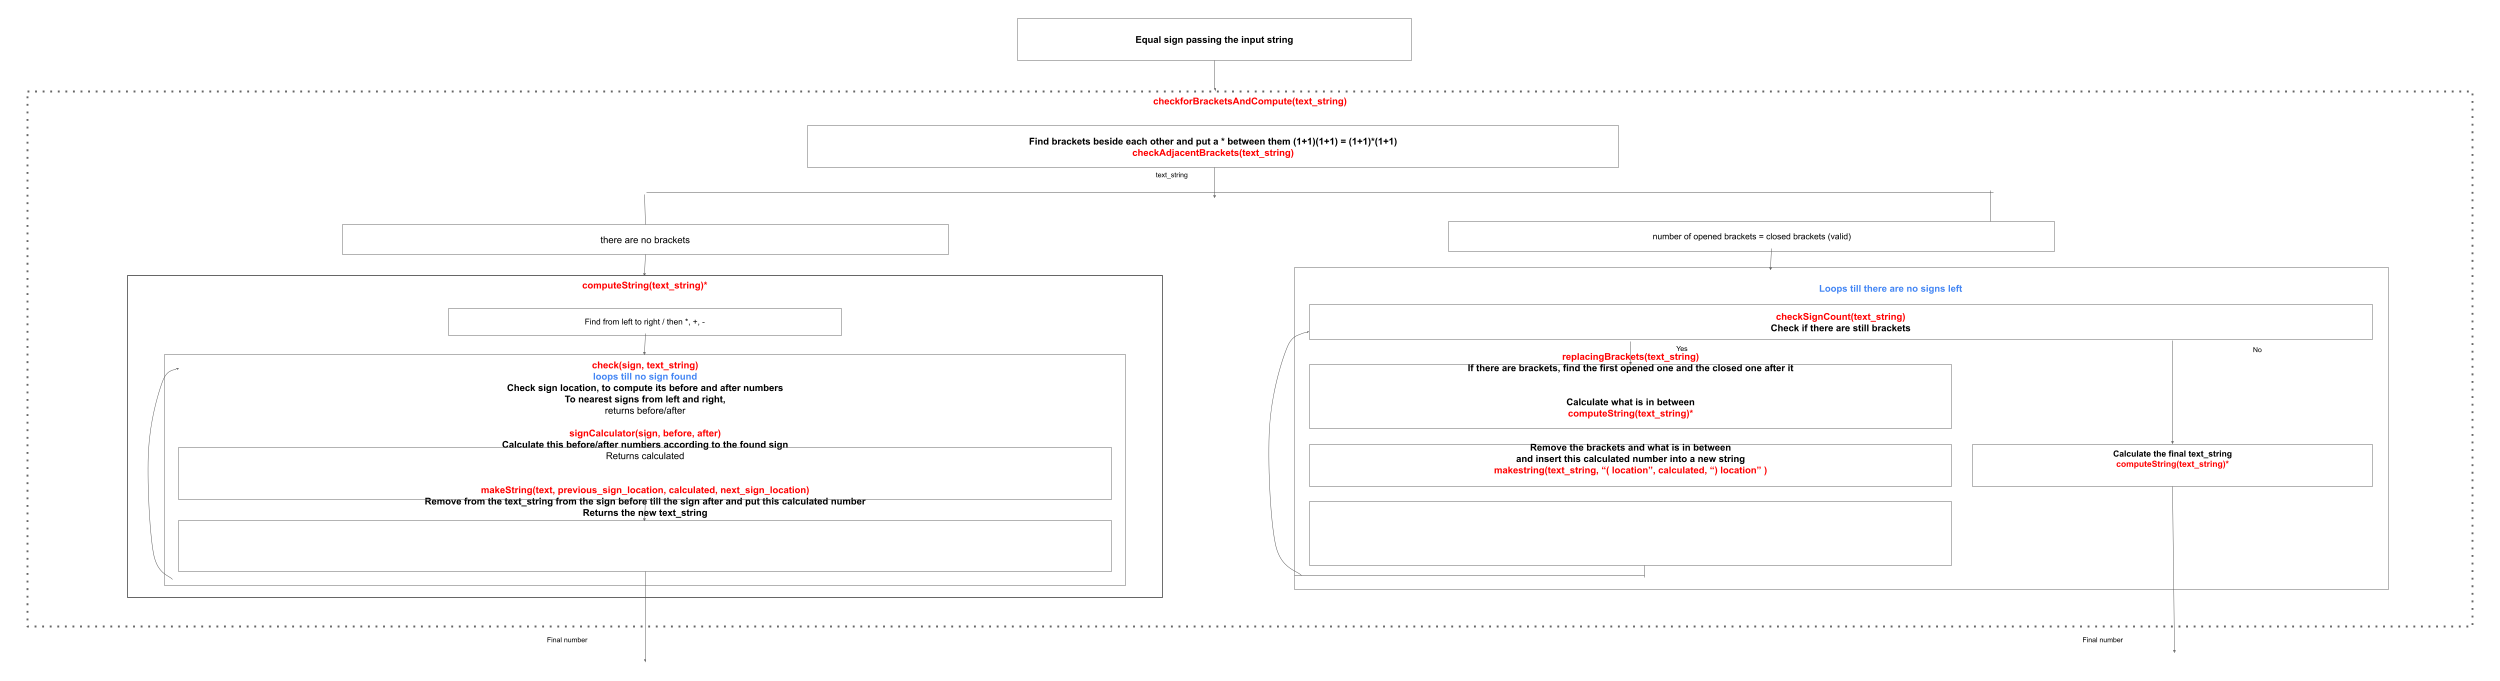 Equal sign passing the input string
checkforBracketsAndCompute(text_string)
Find brackets beside each other and put a * between them (1+1)(1+1) = (1+1)*(1+1)
checkAdjacentBrackets(text_string)
text_string
there are no brackets
computeString(text_string)*
Find from left to right / then *, +, -
check(sign, text_string)
loops till no sign found
Check sign location, to compute its before and after numbers
To nearest signs from left and right,
returns before/after
signCalculator(sign, before, after)
Calculate this before/after numbers according to the found sign
Returns calculated
makeString(text, previous_sign_location, calculated, next_sign_location)
Remove from the text_string from the sign before till the sign after and put this calculated number
Returns the new text_string
Final number
number of opened brackets = closed brackets (valid)
Loops till there are no signs left
checkSignCount(text_string)
Check if there are still brackets
Yes
No
replacingBrackets(text_string)
If there are brackets, find the first opened one and the closed one after it
Calculate what is in between
computeString(text_string)*
Remove the brackets and what is in between
and insert this calculated number into a new string
makestring(text_string, “( location”, calculated, “) location” )
Calculate the final text_string
computeString(text_string)*
Final number